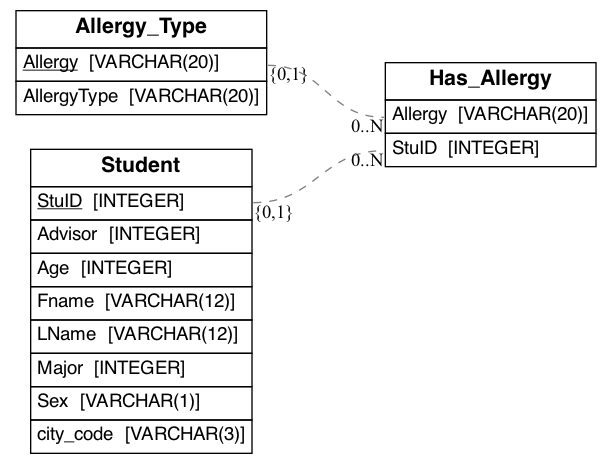 Allergy_Type
Allergy [VARCHAR(20)]
AllergyType [VARCHAR(20)]
{0,1}
Has_Allergy
Allergy [VARCHAR(20)]
StuID [INTEGER]
0..N
0..N
Student
StuID [INTEGER]
Advisor [INTEGER]
Age [INTEGER]
Fname [VARCHAR(12)]
LName [VARCHAR(12)]
Major [INTEGER]
Sex [VARCHAR(1)]
city_code [VARCHAR(3)]
{0,1}